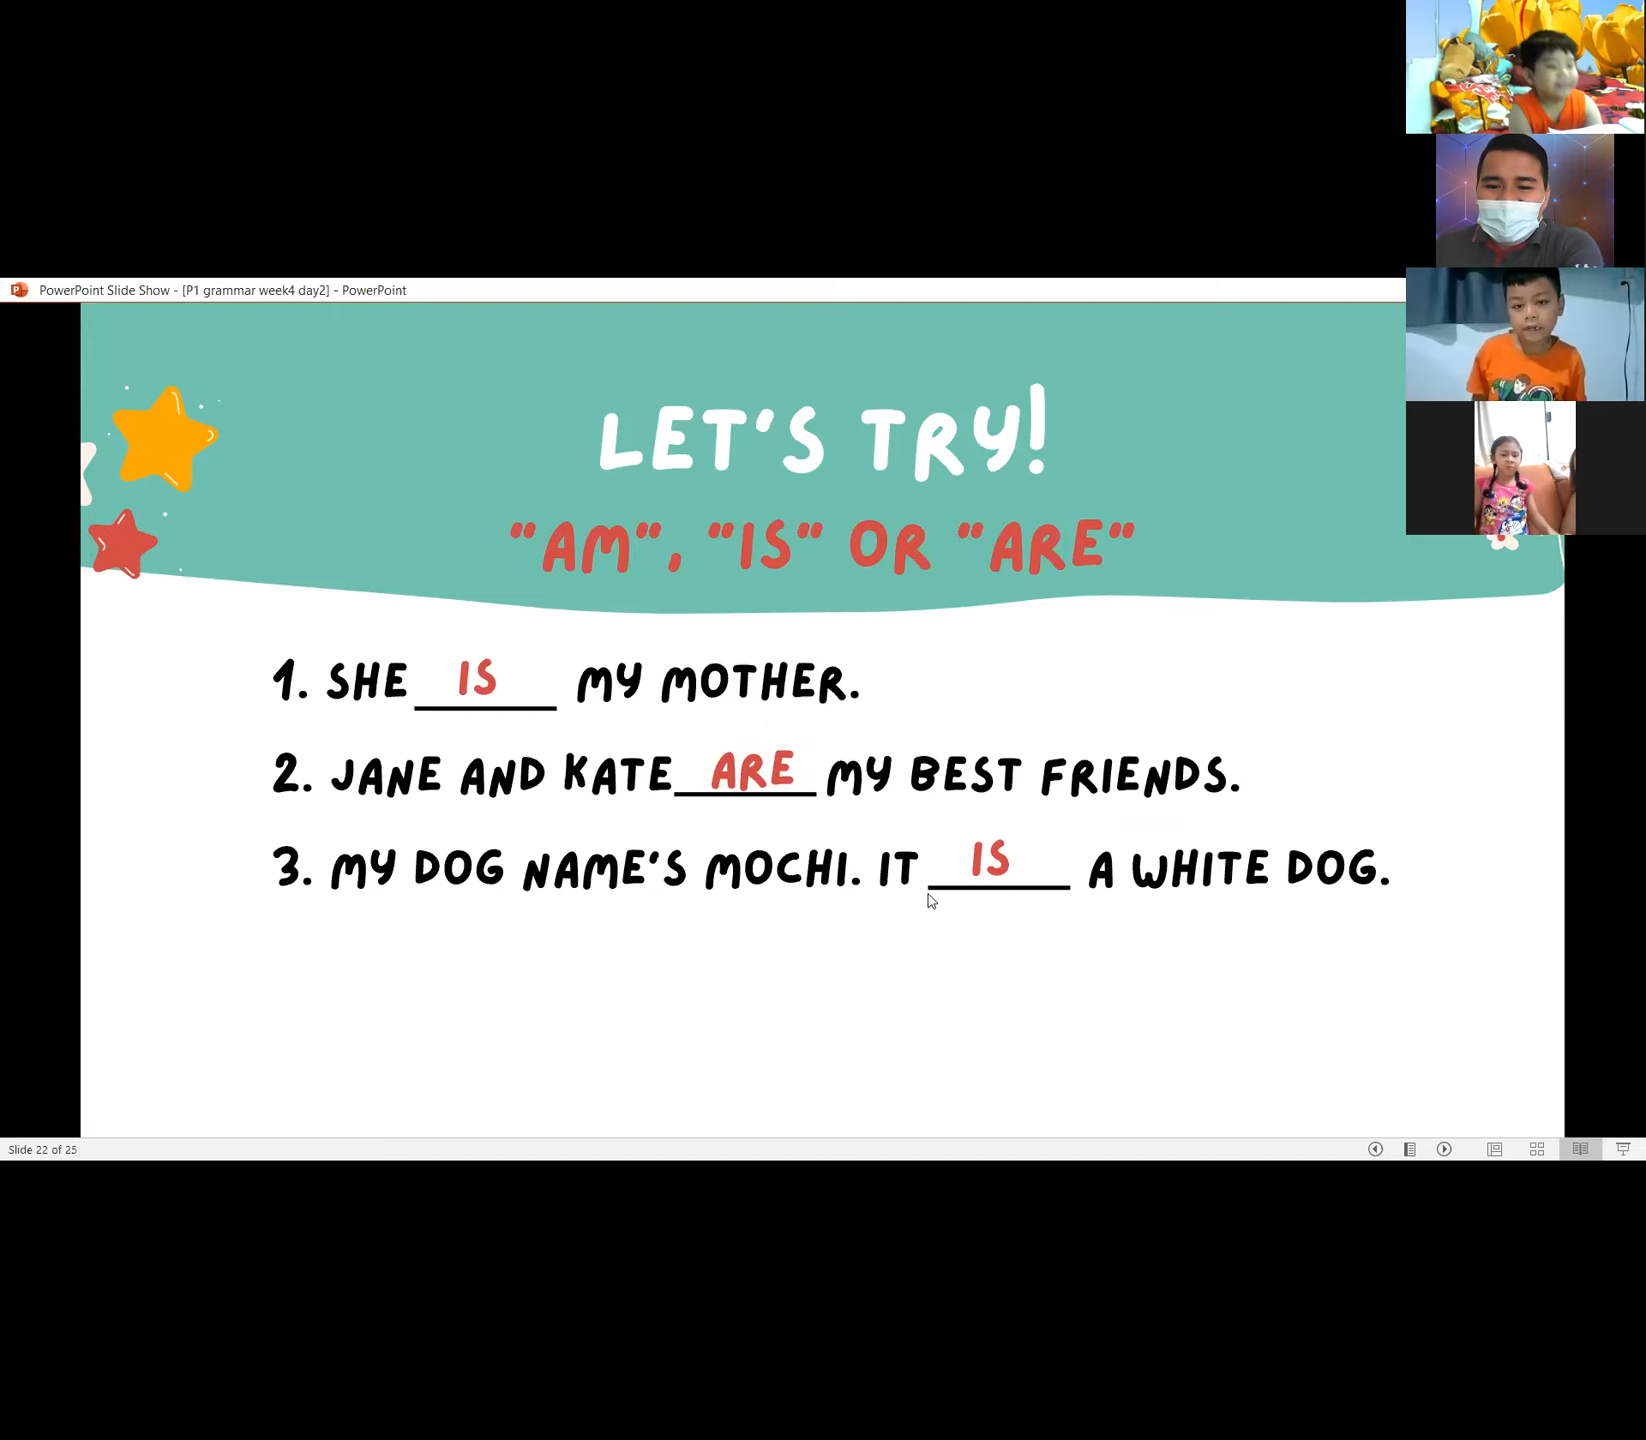 PowerPoint Slide Show - [P1 grammar week4 day2] - PowerPoint
LET'S TRY!
"AM", "IS" OR "ARE"
1. SHE IS MY MOTHER.
2. JANE AND KATE ARE MY BEST FRIENDS.
3. MY DOG NAME'S MOCHI. IT IS A WHITE DOG.
Slide 22 of 25